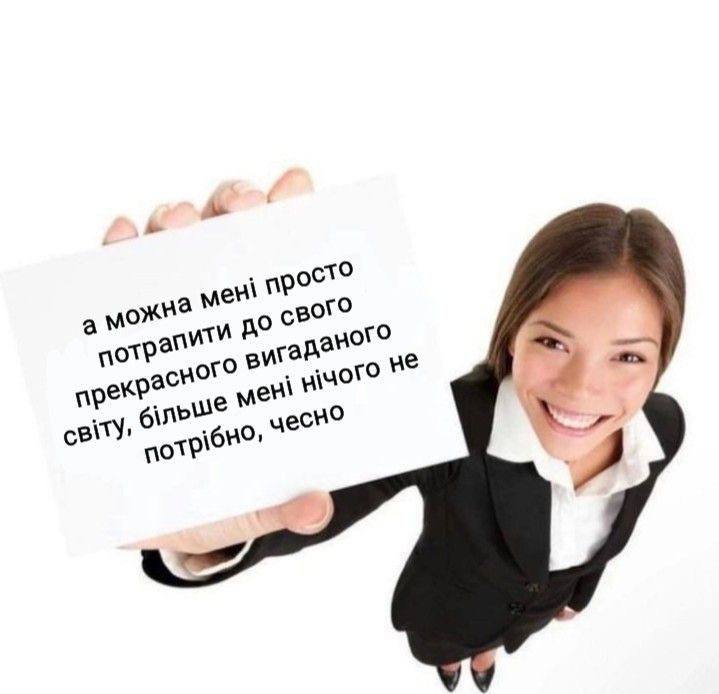 а можна мені просто
потрапити до свого
прекрасного вигаданого
світу, більше мені нічого не
потрібно, чесно